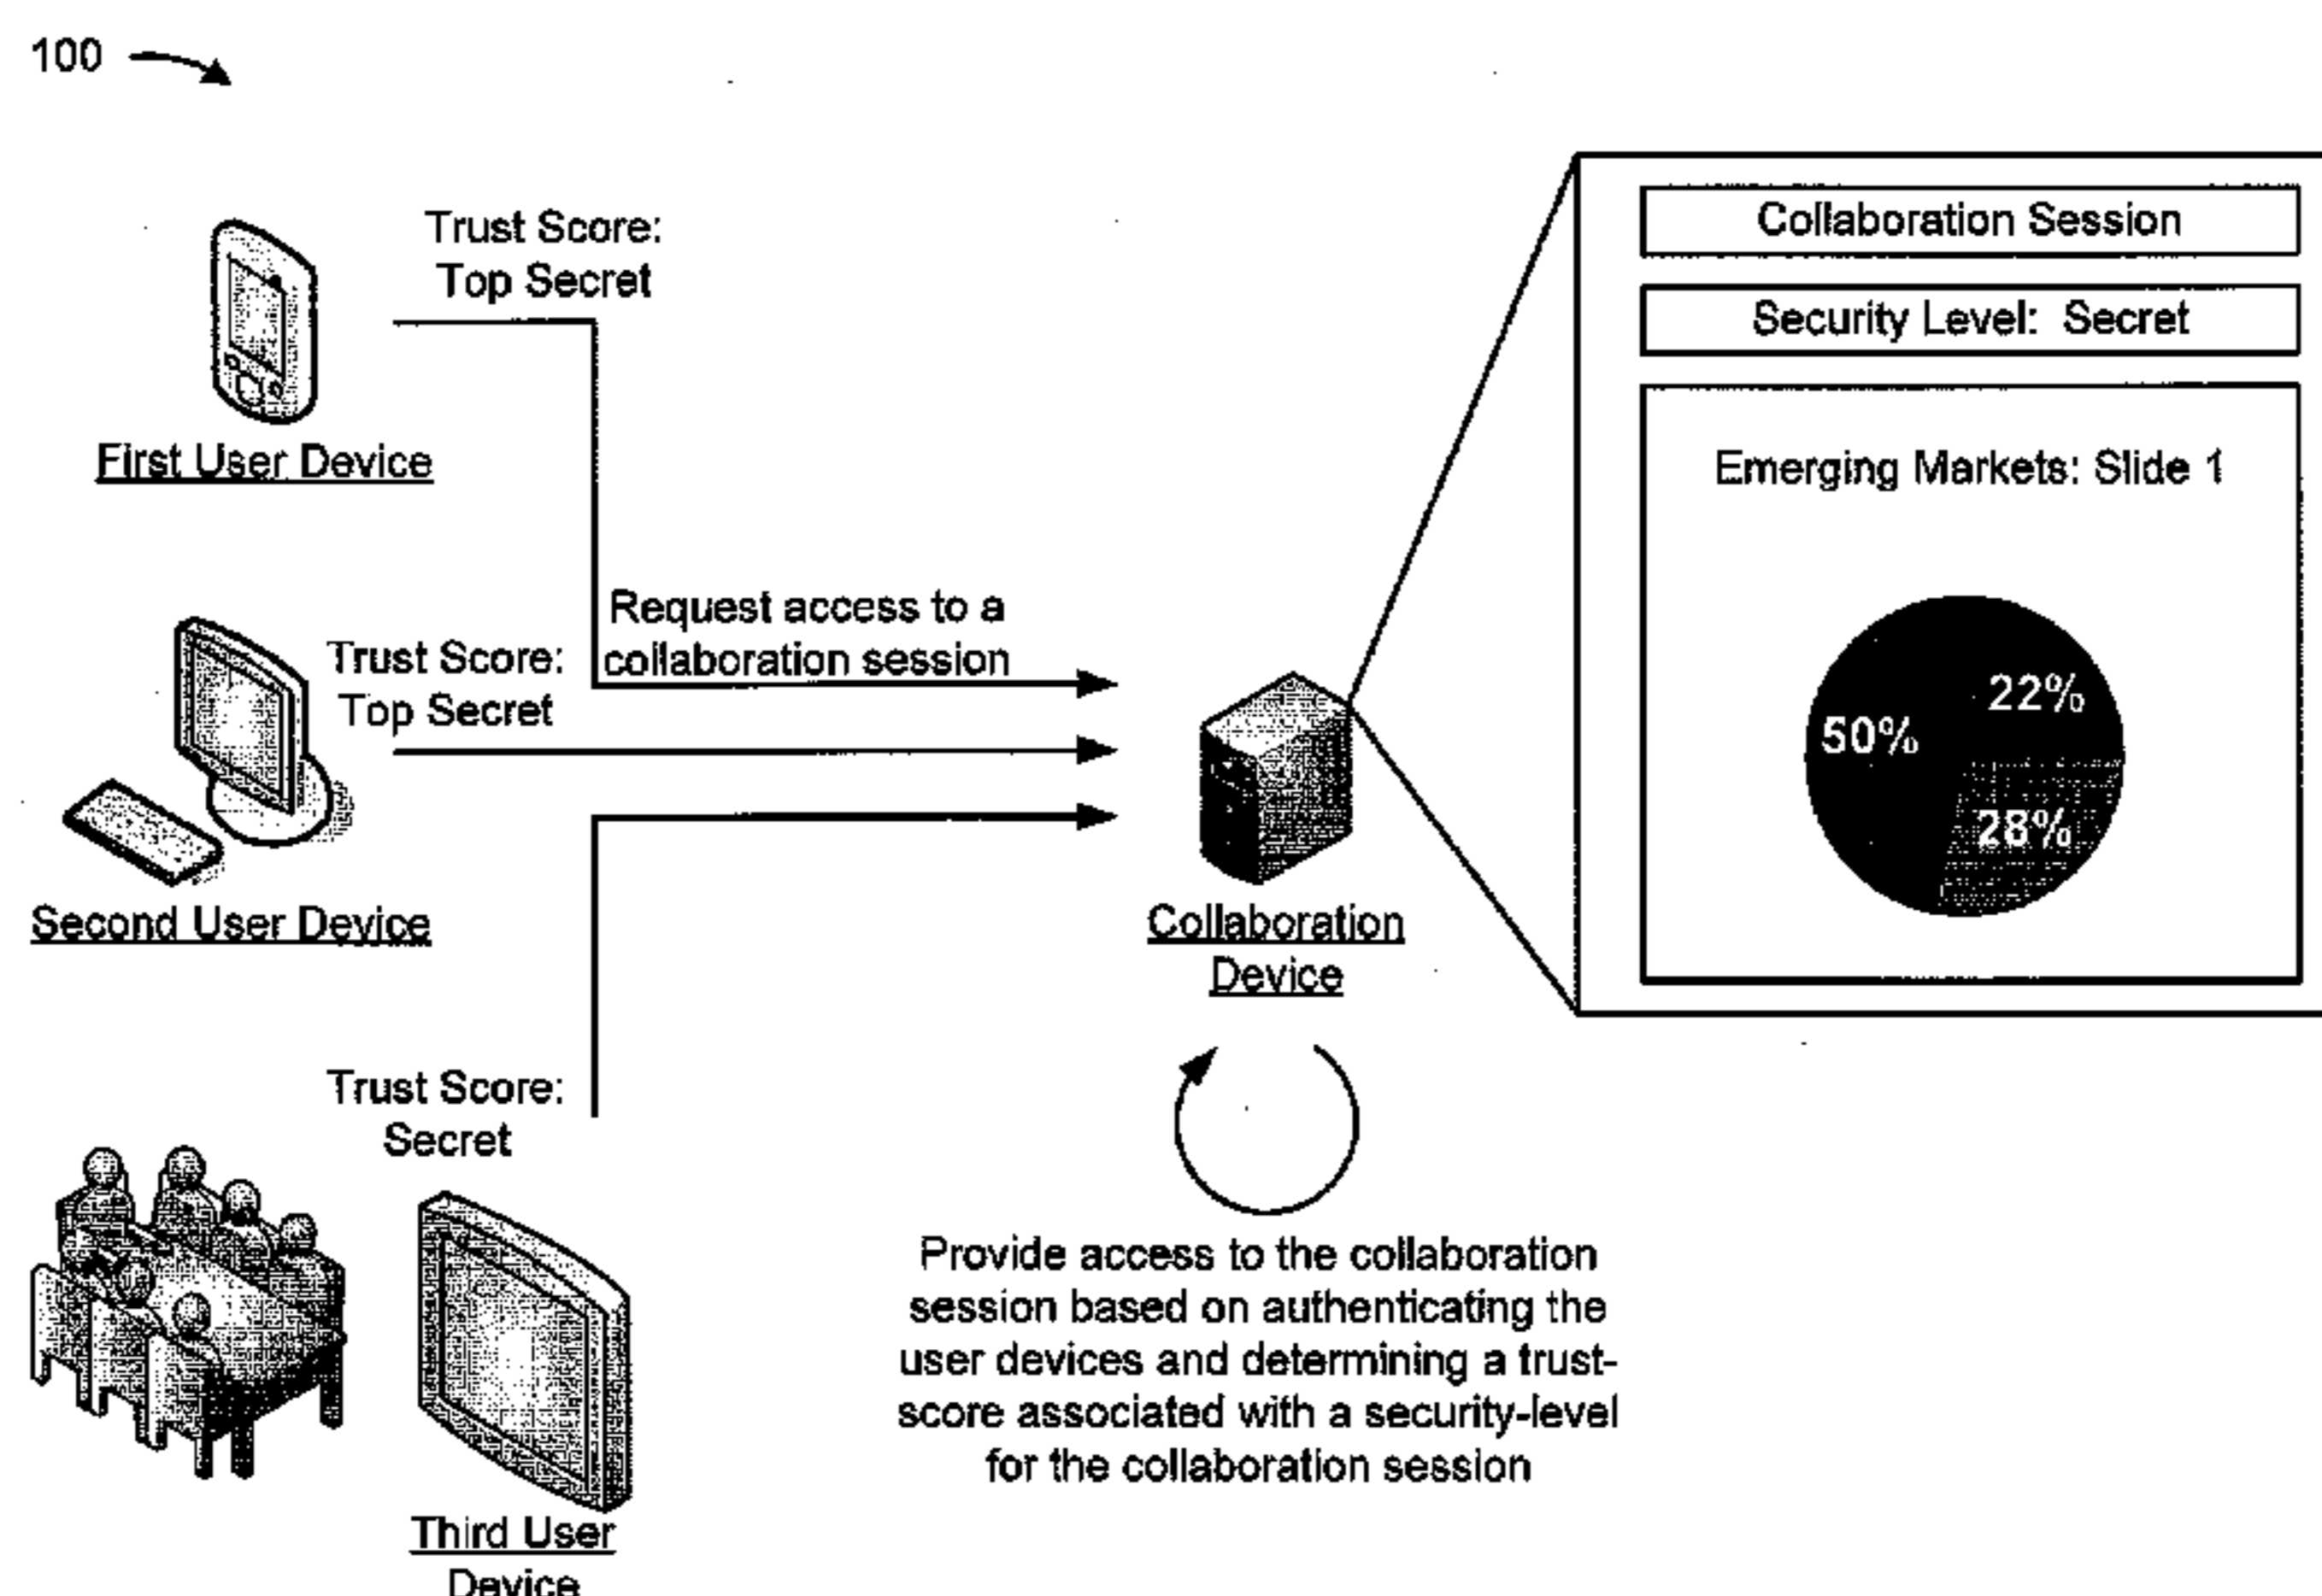 100
Trust Score:
Top Secret
First User Device
Request access to a
collaboration session
Trust Score:
Top Secret
Second User Device
Trust Score:
Secret
Third User
Device
Collaboration
Device
Provide access to the collaboration
session based on authenticating the
user devices and determining a trust-
score associated with a security-level
for the collaboration session
Collaboration Session
Security Level: Secret
Emerging Markets: Slide 1
22%
50%
28%